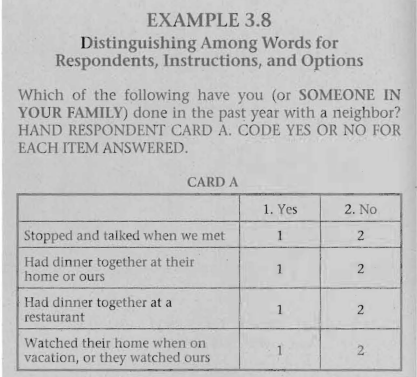 EXAMPLE 3.8
Distinguishing Among Words for
Respondents, Instructions, and Options
Which of the following have you (or SOMEONE IN
YOUR FAMILY) done in the past year with a neighbor?
HAND RESPONDENT CARD A. CODE YES OR NO FOR
EACH ITEM ANSWERED.
CARD A
1. Yes 2. No
Stopped and talked when we met 1 2
Had dinner together at their
home or ours 1 2
Had dinner together at a
restaurant 1 2
Watched their home when on
vacation, or they watched ours 1 2